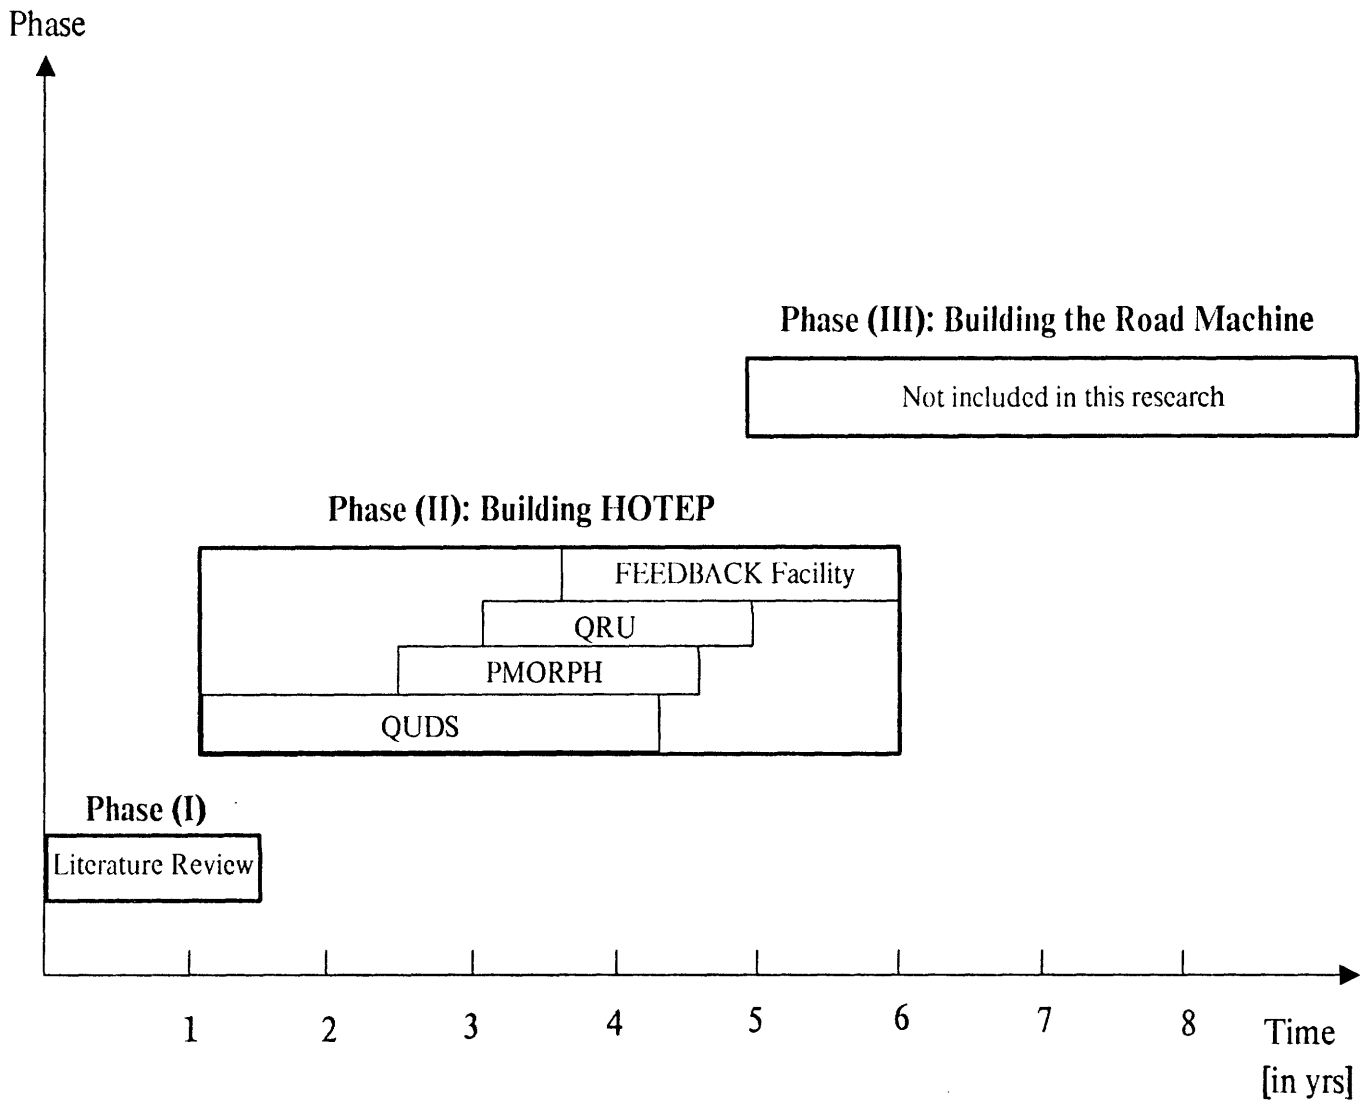 Phase
Phase (III): Building the Road Machine
Not included in this research
Phase (II): Building HOTEP
FEEDBACK Facility
QRU
PMORPH
QUDS
Phase (I)
Literature Review
1 2 3 4 5 6 7 8 Time
[in yrs]